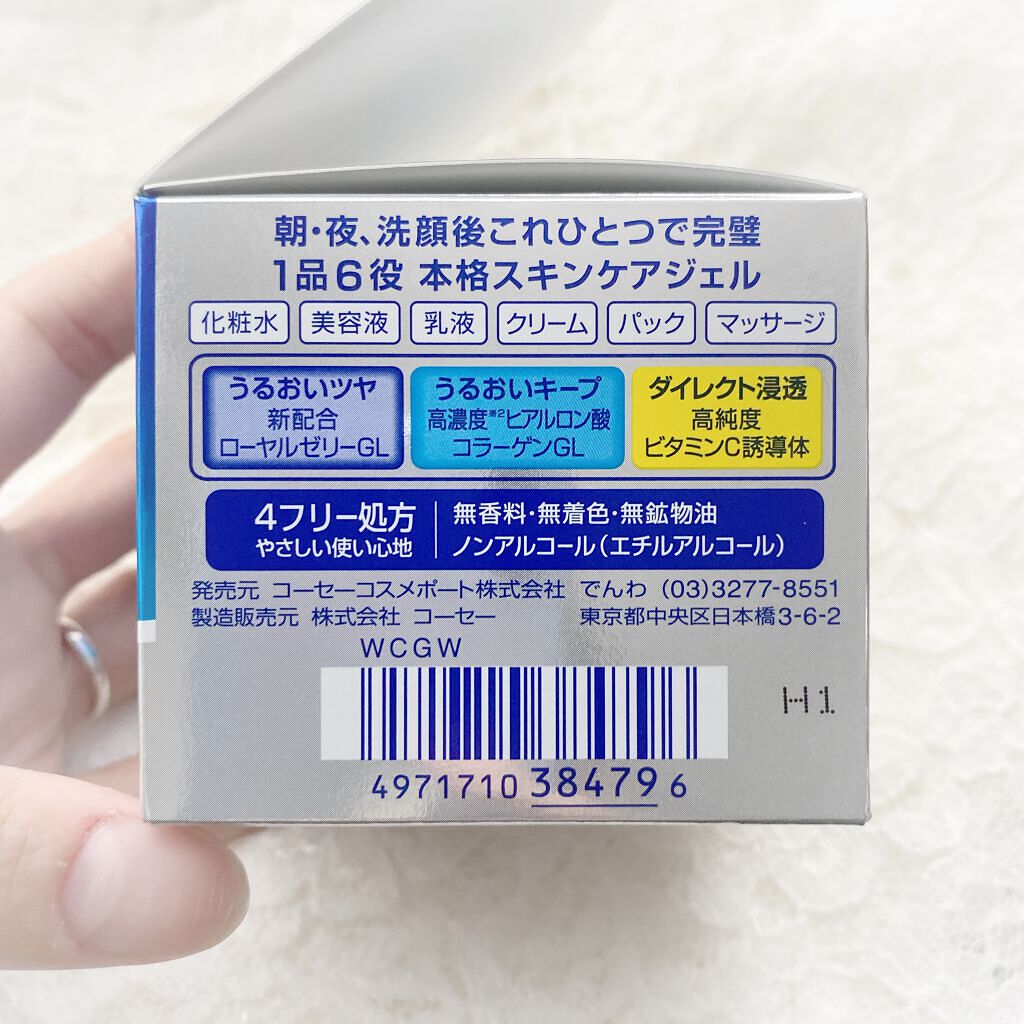 朝・夜、洗顔後これひとつで完璧
1品6役 本格スキンケアジェル
化粧水 美容液 乳液 クリーム パック マッサージ
うるおいツヤ
新配合
ローヤルゼリーGL
うるおいキープ
高濃度※2ヒアルロン酸
コラーゲンGL
ダイレクト浸透
高純度
ビタミンC誘導体
4フリー処方
やさしい使い心地
無香料・無着色・無鉱物油
ノンアルコール(エチルアルコール)
発売元 コーセーコスメポート株式会社 でんわ (03)3277-8551
製造販売元 株式会社 コーセー 東京都中央区日本橋3-6-2
WCGW
H1
4971710 38479 6